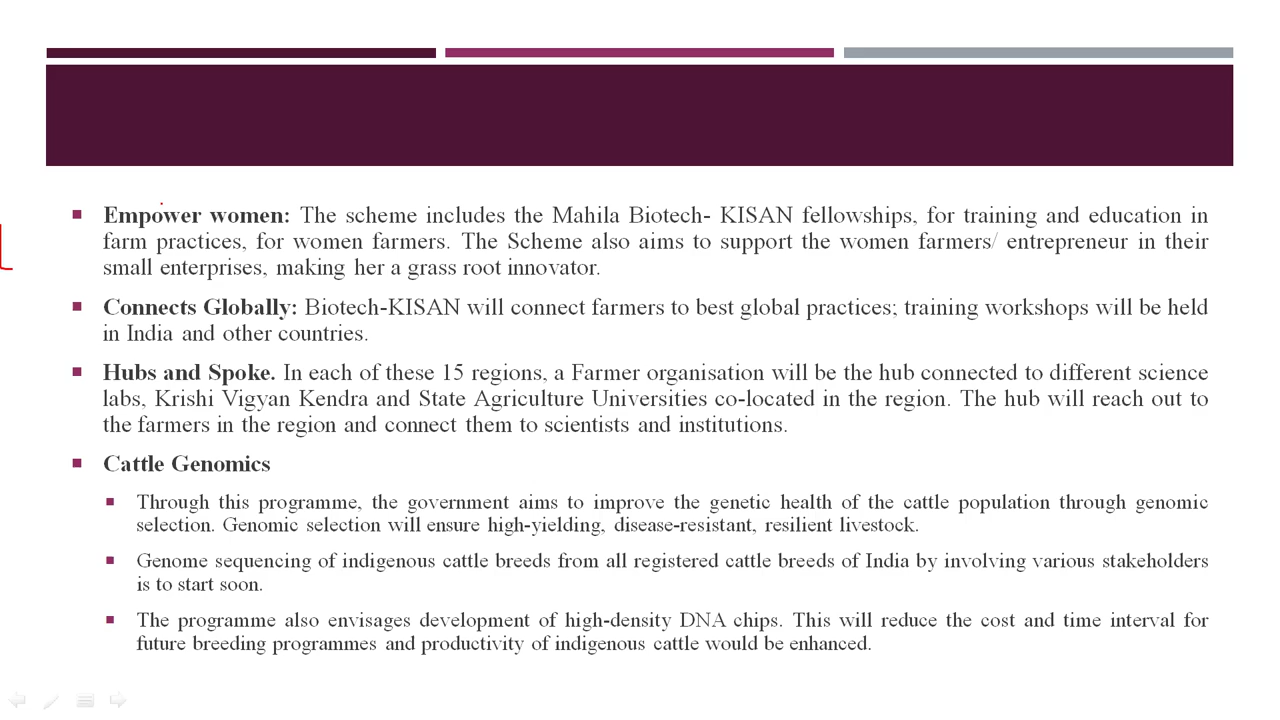 Empower women: The scheme includes the Mahila Biotech- KISAN fellowships, for training and education in
farm practices, for women farmers. The Scheme also aims to support the women farmers/ entrepreneur in their
small enterprises, making her a grass root innovator.
Connects Globally: Biotech-KISAN will connect farmers to best global practices; training workshops will be held
in India and other countries.
Hubs and Spoke. In each of these 15 regions, a Farmer organisation will be the hub connected to different science
labs, Krishi Vigyan Kendra and State Agriculture Universities co-located in the region. The hub will reach out to
the farmers in the region and connect them to scientists and institutions.
Cattle Genomics
Through this programme, the government aims to improve the genetic health of the cattle population through genomic
selection. Genomic selection will ensure high-yielding, disease-resistant, resilient livestock.
Genome sequencing of indigenous cattle breeds from all registered cattle breeds of India by involving various stakeholders
is to start soon.
The programme also envisages development of high-density DNA chips. This will reduce the cost and time interval for
future breeding programmes and productivity of indigenous cattle would be enhanced.